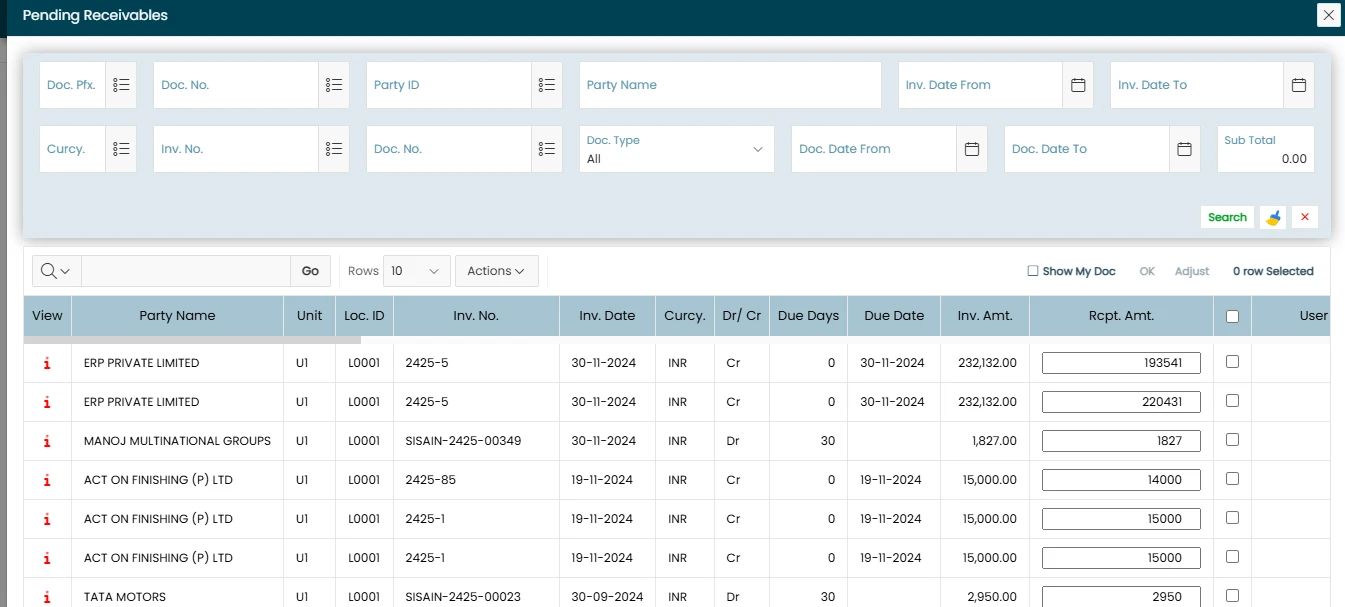 Pending Receivables
Doc. Pfx. Doc. No. Party ID Party Name Inv. Date From Inv. Date To
Curcy. Inv. No. Doc. No. Doc. Type All Doc. Date From Doc. Date To Sub Total 0.00
Search
Go Rows 10 Actions Show My Doc OK Adjust 0 row Selected
View Party Name Unit Loc. ID Inv. No. Inv. Date Curcy. Dr/ Cr Due Days Due Date Inv. Amt. Rcpt. Amt. User
ERP PRIVATE LIMITED U1 L0001 2425-5 30-11-2024 INR Cr 0 30-11-2024 232,132.00 193541
ERP PRIVATE LIMITED U1 L0001 2425-5 30-11-2024 INR Cr 0 30-11-2024 232,132.00 220431
MANOJ MULTINATIONAL GROUPS U1 L0001 SISAIN-2425-00349 30-11-2024 INR Dr 30 1,827.00 1827
ACT ON FINISHING (P) LTD U1 L0001 2425-85 19-11-2024 INR Cr 0 19-11-2024 15,000.00 14000
ACT ON FINISHING (P) LTD U1 L0001 2425-1 19-11-2024 INR Cr 0 19-11-2024 15,000.00 15000
ACT ON FINISHING (P) LTD U1 L0001 2425-1 19-11-2024 INR Cr 0 19-11-2024 15,000.00 15000
TATA MOTORS U1 L0001 SISAIN-2425-00023 30-09-2024 INR Dr 30 2,950.00 2950